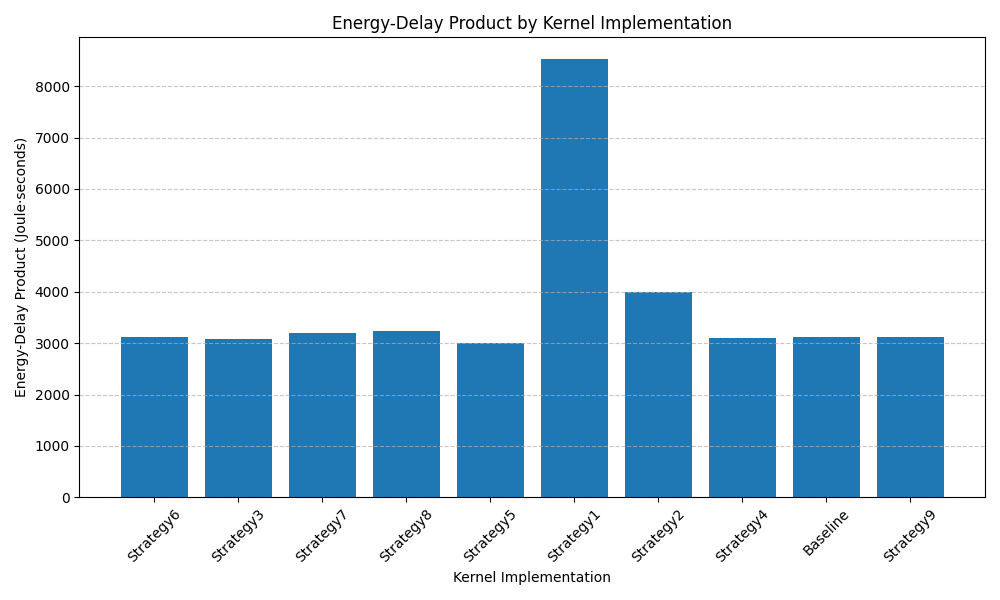 Energy-Delay Product by Kernel Implementation
Energy-Delay Product (Joule·seconds)
8000
7000
6000
5000
4000
3000
2000
1000
0
Strategy6
Strategy3
Strategy7
Strategy8
Strategy5
Strategy1
Strategy2
Strategy4
Baseline
Strategy9
Kernel Implementation